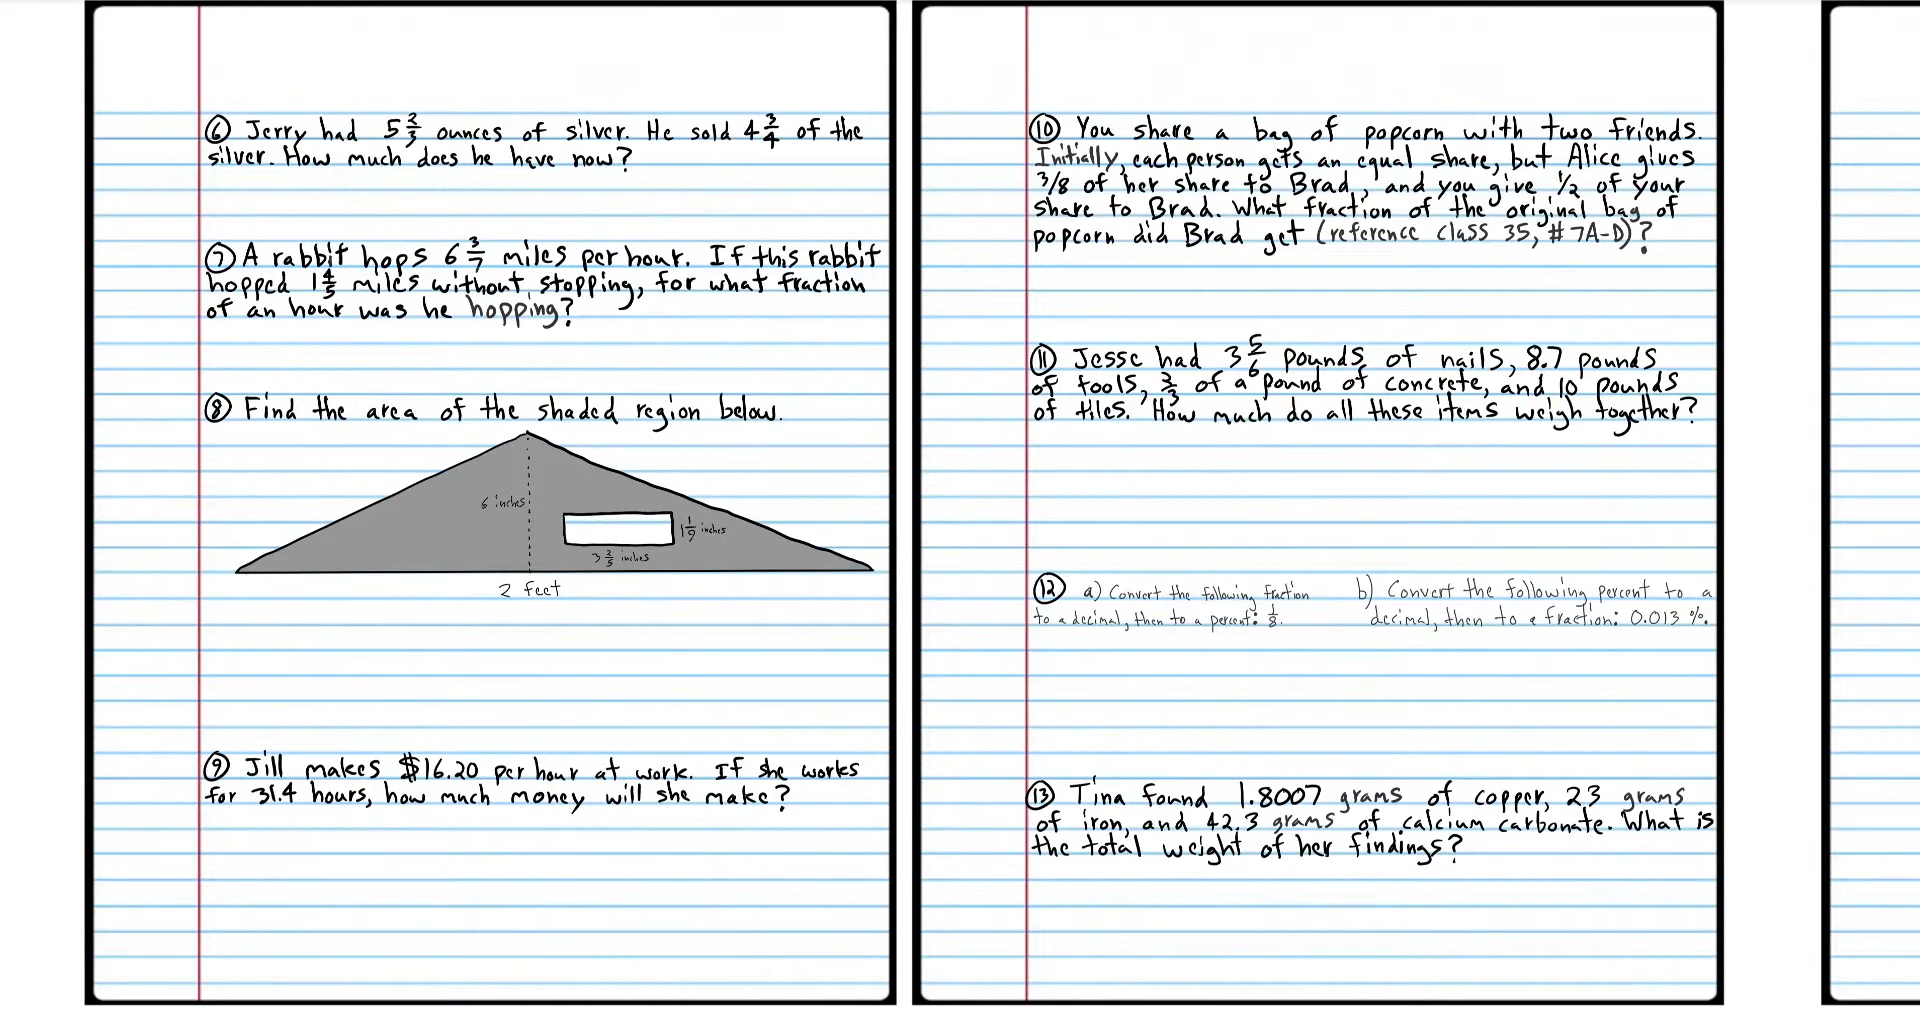 ⑥ Jerry had 5 2/3 ounces of silver. He sold 4 3/4 of the
silver. How much does he have now?
⑦ A rabbit hops 6 3/7 miles per hour. If this rabbit
hopped 1 4/5 miles without stopping, for what fraction
of an hour was he hopping?
⑧ Find the area of the shaded region below.
6 inches
1 1/9 inches
3 3/5 inches
2 feet
⑨ Jill makes $16.20 per hour at work. If she works
for 31.4 hours, how much money will she make?
⑩ You share a bag of popcorn with two friends.
Initially, each person gets an equal share, but Alice gives
3/8 of her share to Brad, and you give 1/2 of your
share to Brad. What fraction of the original bag of
popcorn did Brad get (reference class 35, #7A-D)?
⑪ Jesse had 3 5/6 pounds of nails, 8.7 pounds
of tools, 2/3 of a pound of concrete, and 10 pounds
of tiles. How much do all these items weigh together?
⑫ a) Convert the following fraction
to a decimal, then to a percent: 1/8.
b) Convert the following percent to a
decimal, then to a fraction: 0.013 %.
⑬ Tina found 1.8007 grams of copper, 23 grams
of iron, and 42.3 grams of calcium carbonate. What is
the total weight of her findings?